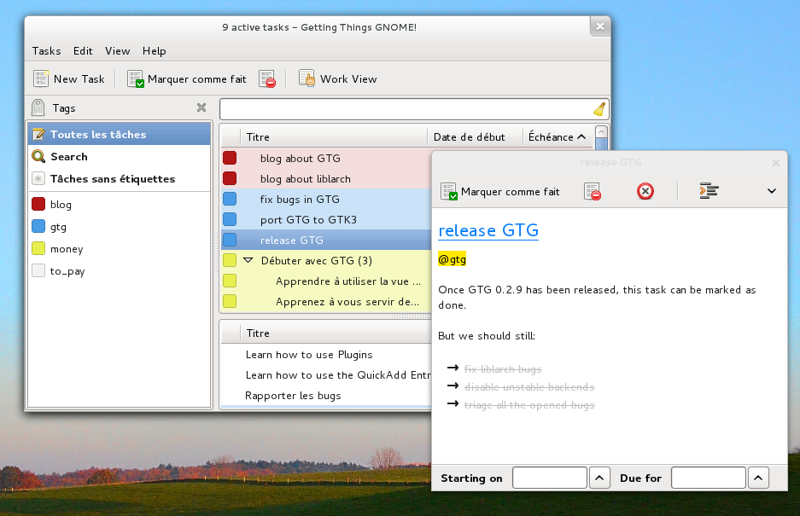 9 active tasks – Getting Things GNOME!
Tasks Edit View Help
New Task Marquer comme fait Work View
Tags
Toutes les tâches
Search
Tâches sans étiquettes
blog
gtg
money
to_pay
Titre Date de début Échéance
blog about GTG
blog about liblarch
fix bugs in GTG
port GTG to GTK3
release GTG
Débuter avec GTG (3)
Apprendre à utiliser la vue ...
Apprenez à vous servir de...
Titre
Learn how to use Plugins
Learn how to use the QuickAdd Entr
Rapporter les bugs
release GTG
Marquer comme fait
release GTG
@gtg
Once GTG 0.2.9 has been released, this task can be marked as
done.
But we should still:
→ fix liblarch bugs
→ disable unstable backends
→ triage all the opened bugs
Starting on Due for